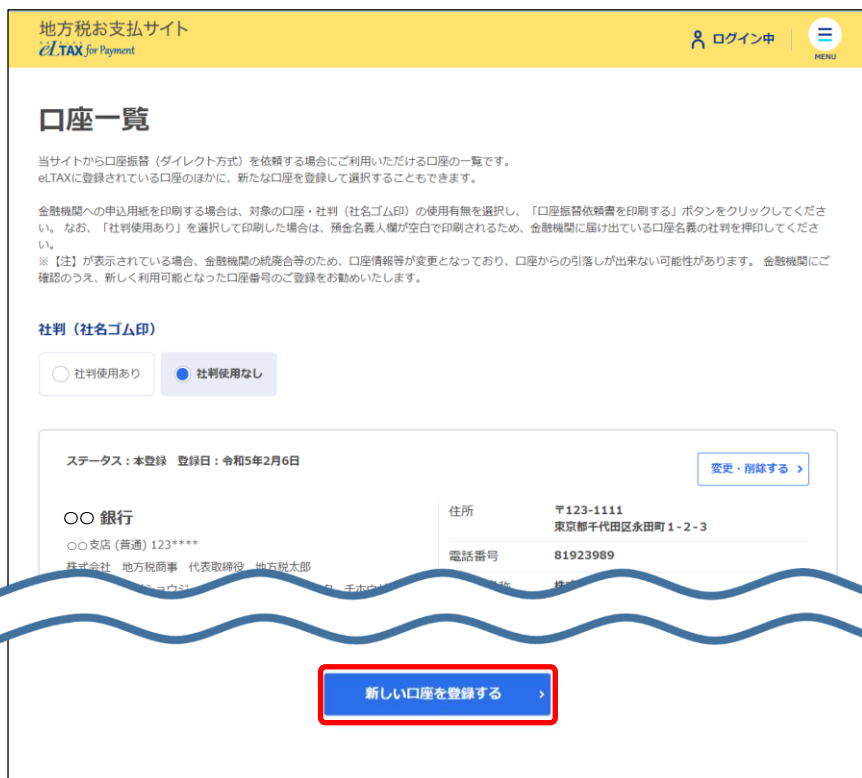 地方税お支払サイト
eLTAX for Payment
ログイン中
MENU
口座一覧
当サイトから口座振替（ダイレクト方式）を依頼する場合にご利用いただける口座の一覧です。
eLTAXに登録されている口座のほかに、新たな口座を登録して選択することもできます。
金融機関への申込用紙を印刷する場合は、対象の口座・社判（社名ゴム印）の使用有無を選択し、「口座振替依頼書を印刷する」ボタンをクリックしてくださ
い。 なお、「社判使用あり」を選択して印刷した場合は、預金名義人欄が空白で印刷されるため、金融機関に届け出ている口座名義の社判を押印してくださ
い。
※【注】が表示されている場合、金融機関の統廃合等のため、口座情報等が変更となっており、口座からの引落しが出来ない可能性があります。 金融機関にご
確認のうえ、新しく利用可能となった口座番号のご登録をお勧めいたします。
社判（社名ゴム印）
社判使用あり
社判使用なし
ステータス：本登録 登録日：令和5年2月6日
変更・削除する
〇〇 銀行
○○支店 (普通) 123****
株式会社 地方税商事 代表取締役 地方税太郎
住所
〒123-1111
東京都千代田区永田町１-２-３
電話番号
81923989
新しい口座を登録する